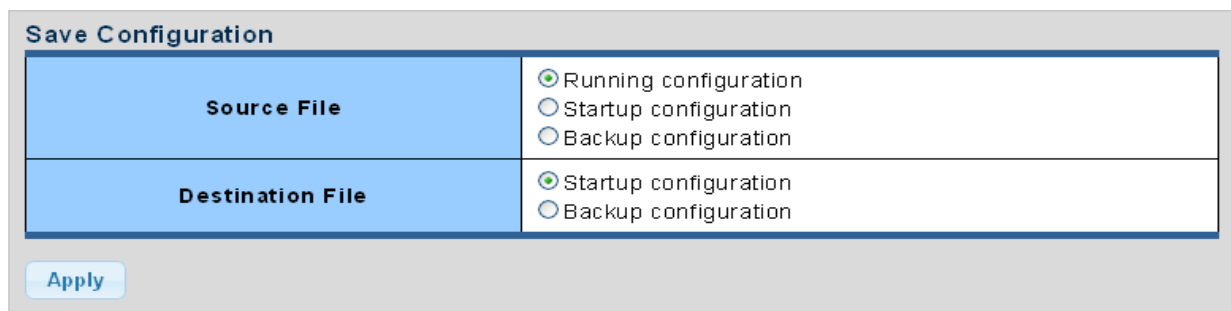 Save Configuration
Source File
Running configuration
Startup configuration
Backup configuration
Destination File
Startup configuration
Backup configuration
Apply